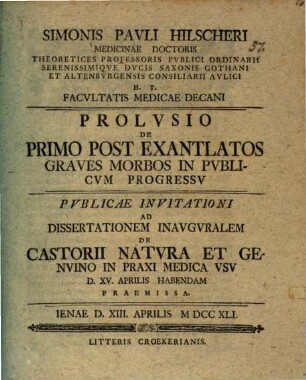 SIMONIS PAVLI HILSCHERI
57.
MEDICINAE DOCTORIS
THEORETICES PROFESSORIS PVBLICI ORDINARII
SERENISSIMIQVE DVCIS SAXONIS GOTHANI
ET ALTENBVRGENSIS CONSILIARII AVLICI
H. T.
FACVLTATIS MEDICAE DECANI
PROLVSIO
DE
PRIMO POST EXANTLATOS
GRAVES MORBOS IN PVBLI-
CVM PROGRESSV
PVBLICAE INVITATIONI
AD
DISSERTATIONEM INAVGVRALEM
DE
CASTORII NATVRA ET GE-
NVINO IN PRAXI MEDICA VSV
D. XV. APRILIS HABENDAM
PRAEMISSA.
IENAE D. XIII. APRILIS M DCC XLI.
LITTERIS CROEKERIANIS.